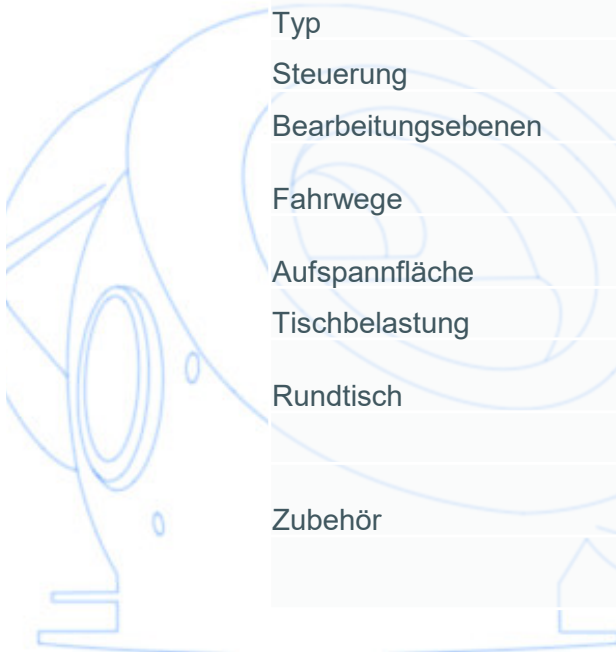 Typ
Steuerung
Bearbeitungsebenen
Fahrwege
Aufspannfläche
Tischbelastung
Rundtisch
Zubehör